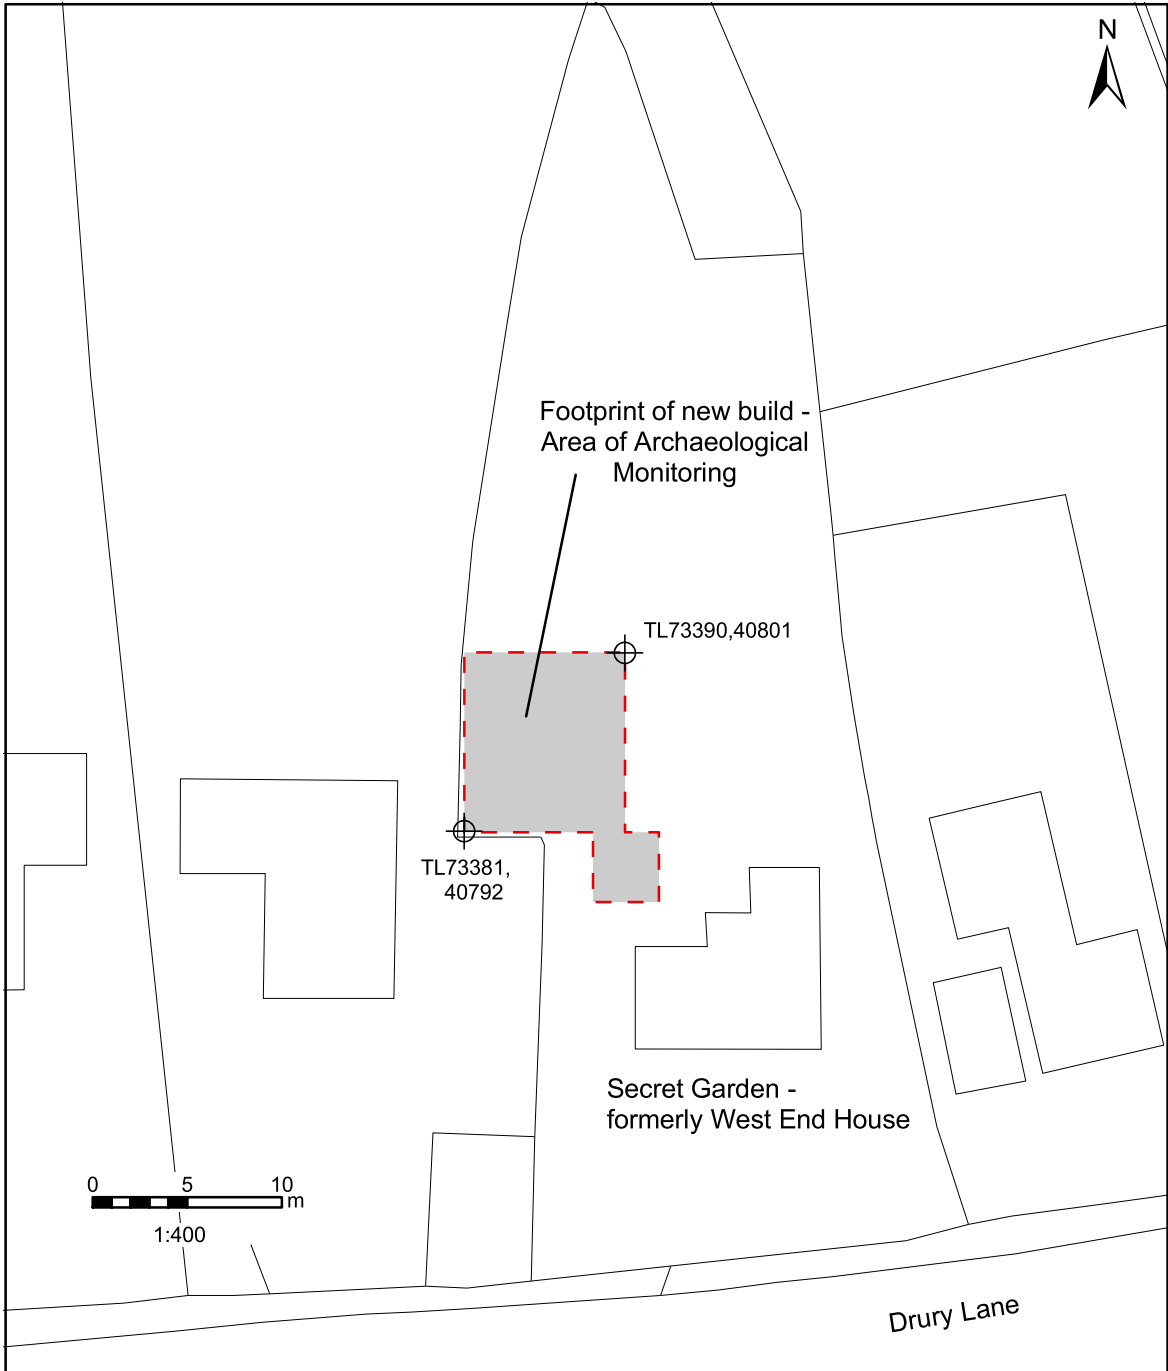 N
Footprint of new build -
Area of Archaeological
Monitoring
TL73390,40801
TL73381,
40792
Secret Garden -
formerly West End House
0 5 10
m
1:400
Drury Lane